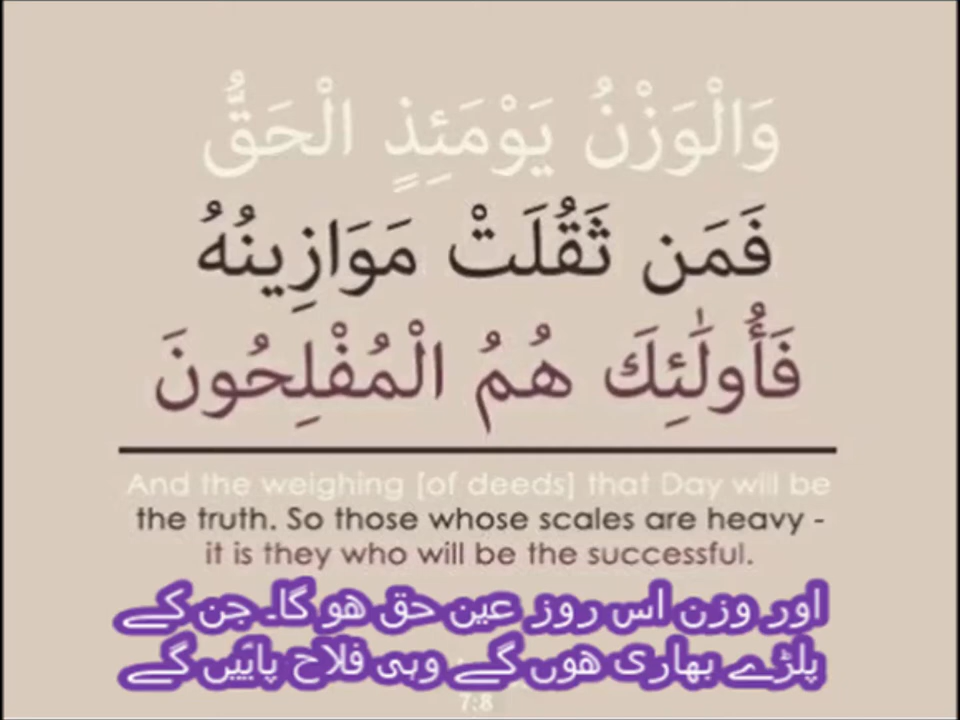 وَالْوَزْنُ يَوْمَئِذٍ الْحَقُّ
فَمَن ثَقُلَتْ مَوَازِينُهُ
فَأُولَٰئِكَ هُمُ الْمُفْلِحُونَ
And the weighing [of deeds] that Day will be
the truth. So those whose scales are heavy -
it is they who will be the successful.
اور وزن اس روز عین حق ھو گا۔ جن کے
پلڑے بھاری ھوں گے وہی فلاح پائیں گے
7:8